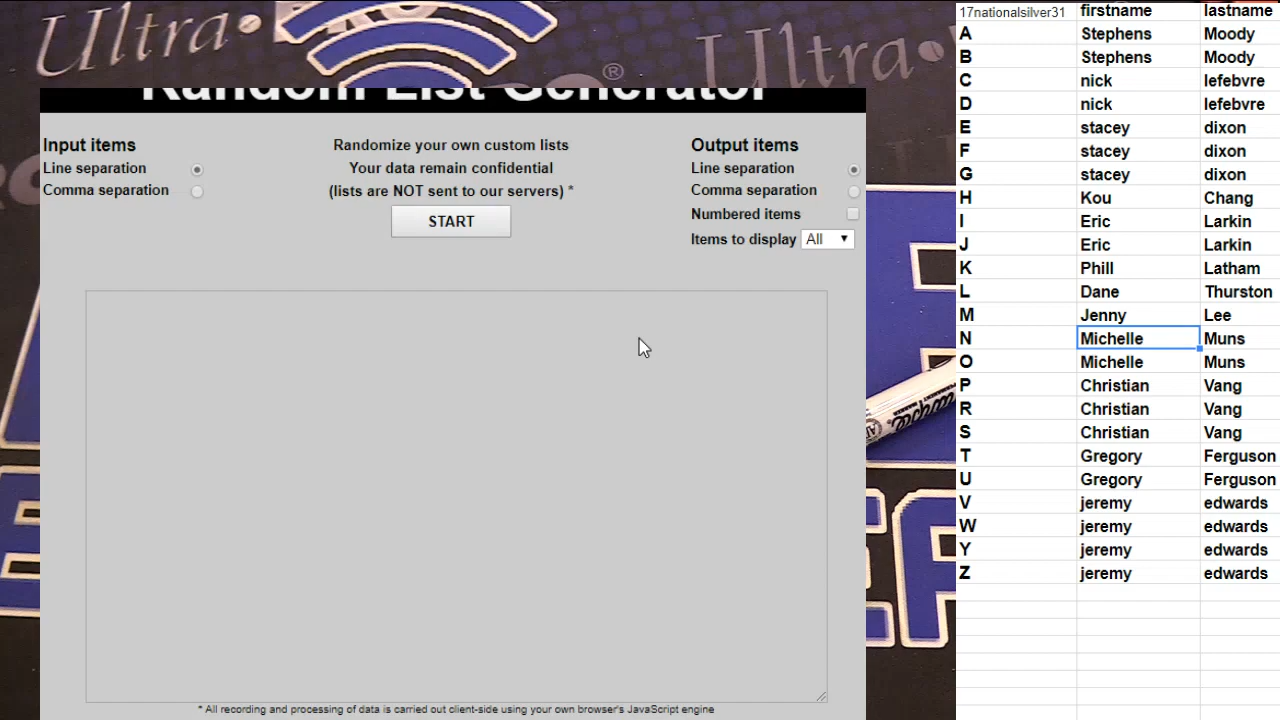 Ultra•PRO
Ultra•
®
Random List Generator
Input items
Line separation
Comma separation
Randomize your own custom lists
Your data remain confidential
(lists are NOT sent to our servers) *
START
Output items
Line separation
Comma separation
Numbered items
Items to display All
* All recording and processing of data is carried out client-side using your own browser's JavaScript engine
17nationalsilver31 firstname lastname
A Stephens Moody
B Stephens Moody
C nick lefebvre
D nick lefebvre
E stacey dixon
F stacey dixon
G stacey dixon
H Kou Chang
I Eric Larkin
J Eric Larkin
K Phill Latham
L Dane Thurston
M Jenny Lee
N Michelle Muns
O Michelle Muns
P Christian Vang
R Christian Vang
S Christian Vang
T Gregory Ferguson
U Gregory Ferguson
V jeremy edwards
W jeremy edwards
Y jeremy edwards
Z jeremy edwards